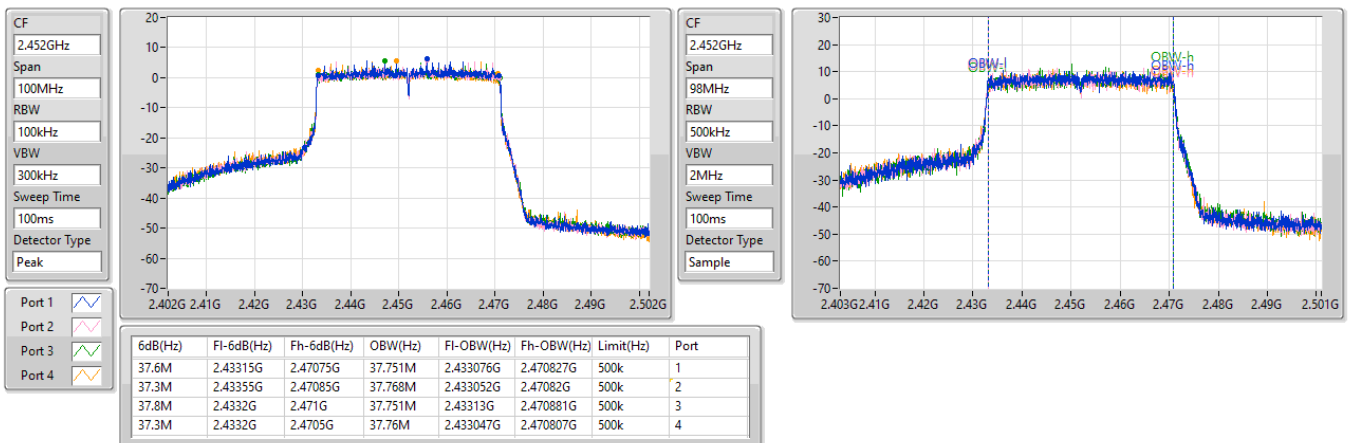 CF
2.452GHz
Span
100MHz
RBW
100kHz
VBW
300kHz
Sweep Time
100ms
Detector Type
Peak
20
10
0
-10
-20
-30
-40
-50
-60
-70
2.402G 2.41G 2.42G 2.43G 2.44G 2.45G 2.46G 2.47G 2.48G 2.49G 2.502G
CF
2.452GHz
Span
98MHz
RBW
500kHz
VBW
2MHz
Sweep Time
100ms
Detector Type
Sample
30
20
10
0
-10
-20
-30
-40
-50
-60
-70
OBW-l
OBW-h
OBW-h
2.403G 2.41G 2.42G 2.43G 2.44G 2.45G 2.46G 2.47G 2.48G 2.49G 2.501G
Port 1
Port 2
Port 3
Port 4
6dB(Hz) Fl-6dB(Hz) Fh-6dB(Hz) OBW(Hz) Fl-OBW(Hz) Fh-OBW(Hz) Limit(Hz) Port
37.6M 2.43315G 2.47075G 37.751M 2.433076G 2.470827G 500k 1
37.3M 2.43355G 2.47085G 37.768M 2.433052G 2.47082G 500k 2
37.8M 2.4332G 2.471G 37.751M 2.43313G 2.470881G 500k 3
37.3M 2.4332G 2.4705G 37.76M 2.433047G 2.470807G 500k 4